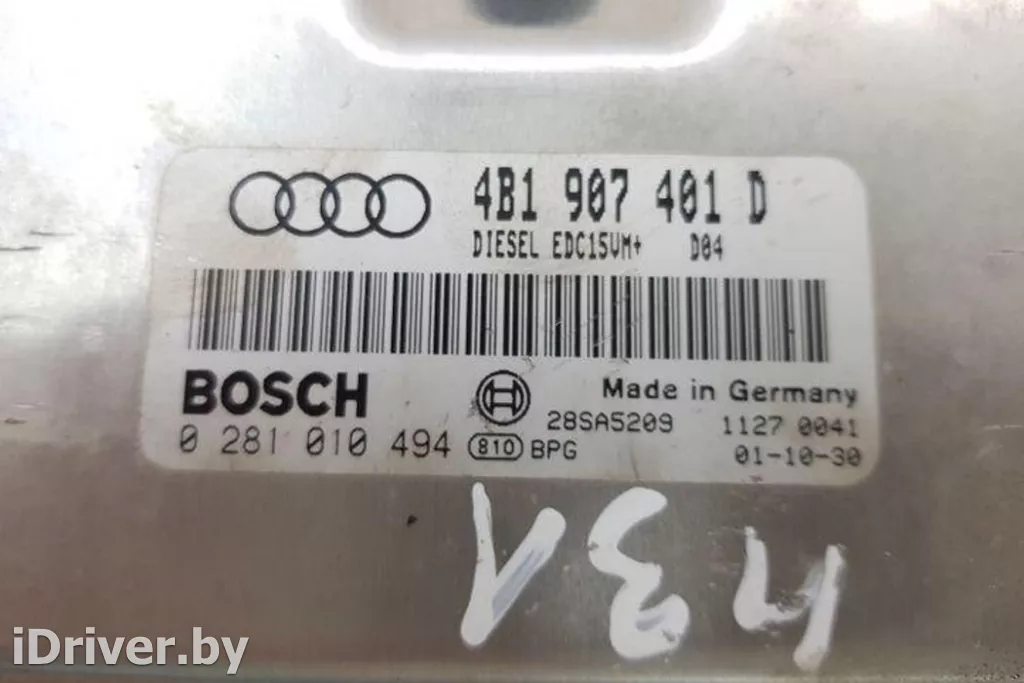 4B1 907 401 D
DIESEL EDC15VM+ D04
BOSCH
Made in Germany
28SA5209 1127 0041
0 281 010 494 810 BPG 01-10-30
iDriver.by